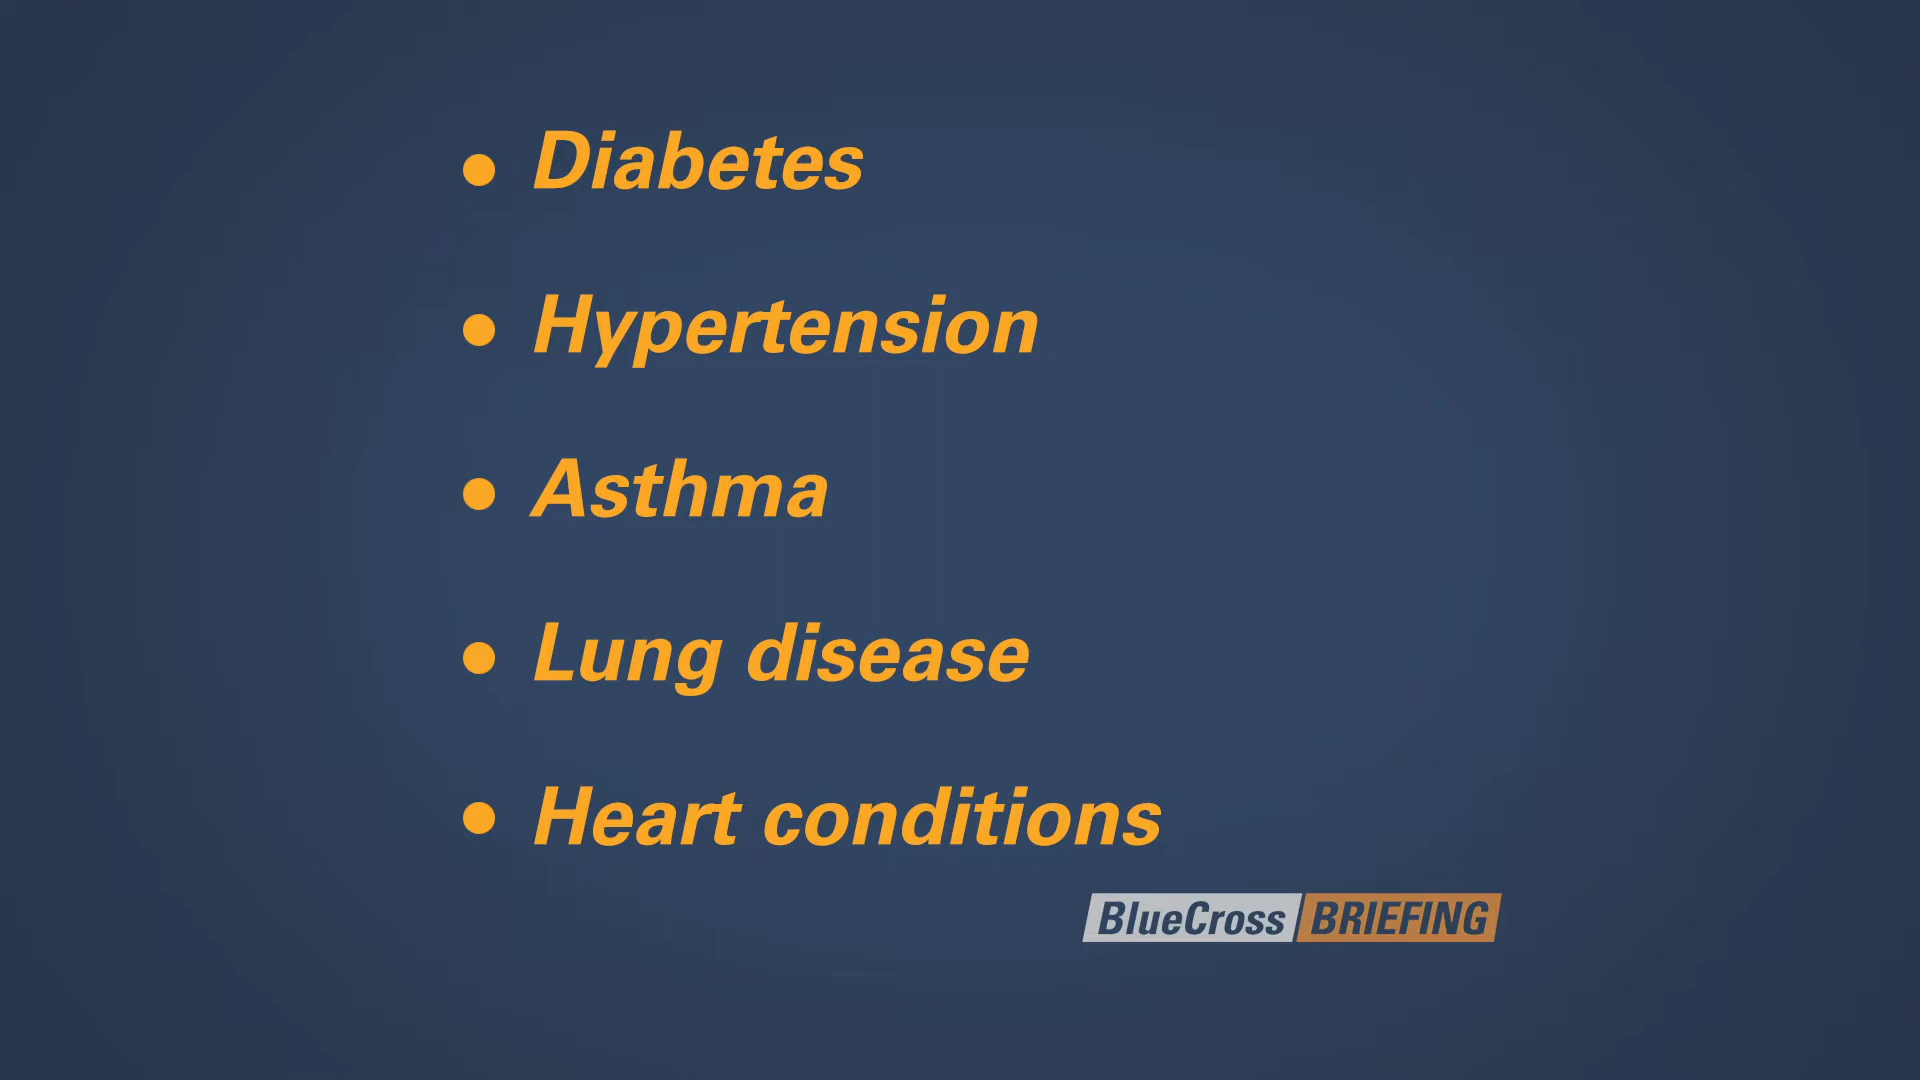 • Diabetes
• Hypertension
• Asthma
• Lung disease
• Heart conditions
BlueCross BRIEFING